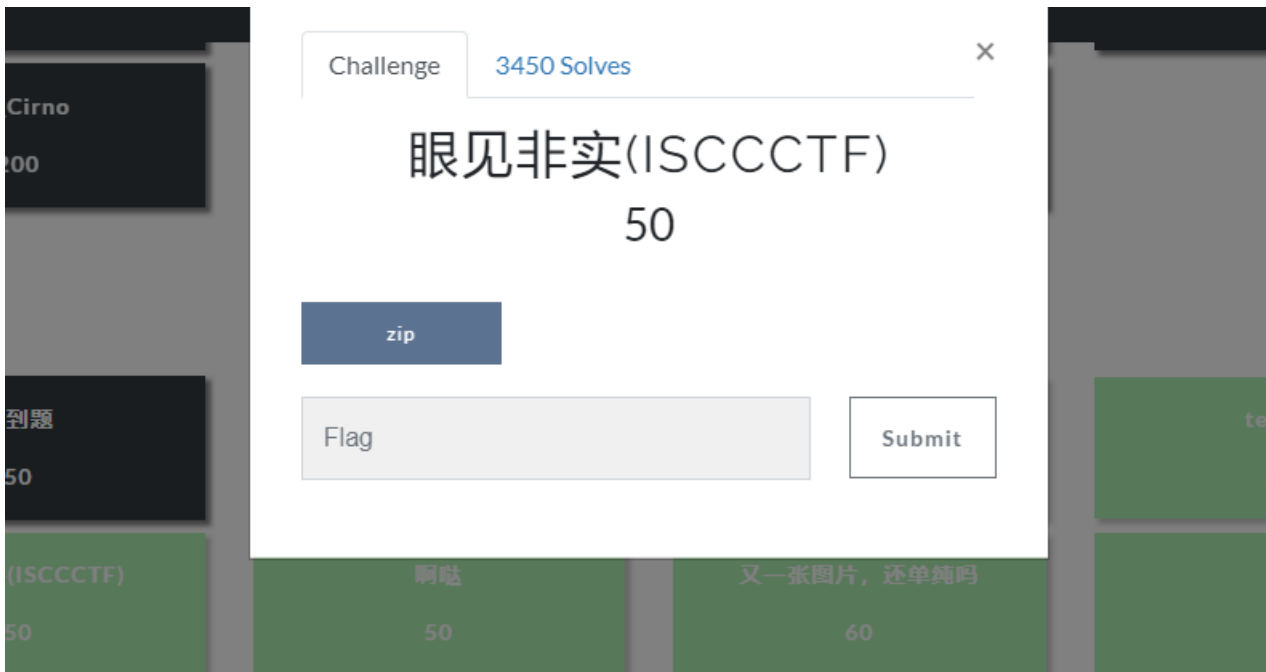 Challenge
3450 Solves
×
Cirno
200
眼见非实(ISCCCTF)
50
zip
到题
50
Flag
Submit
te
(ISCCCTF)
50
啊哒
50
又一张图片，还单纯吗
60